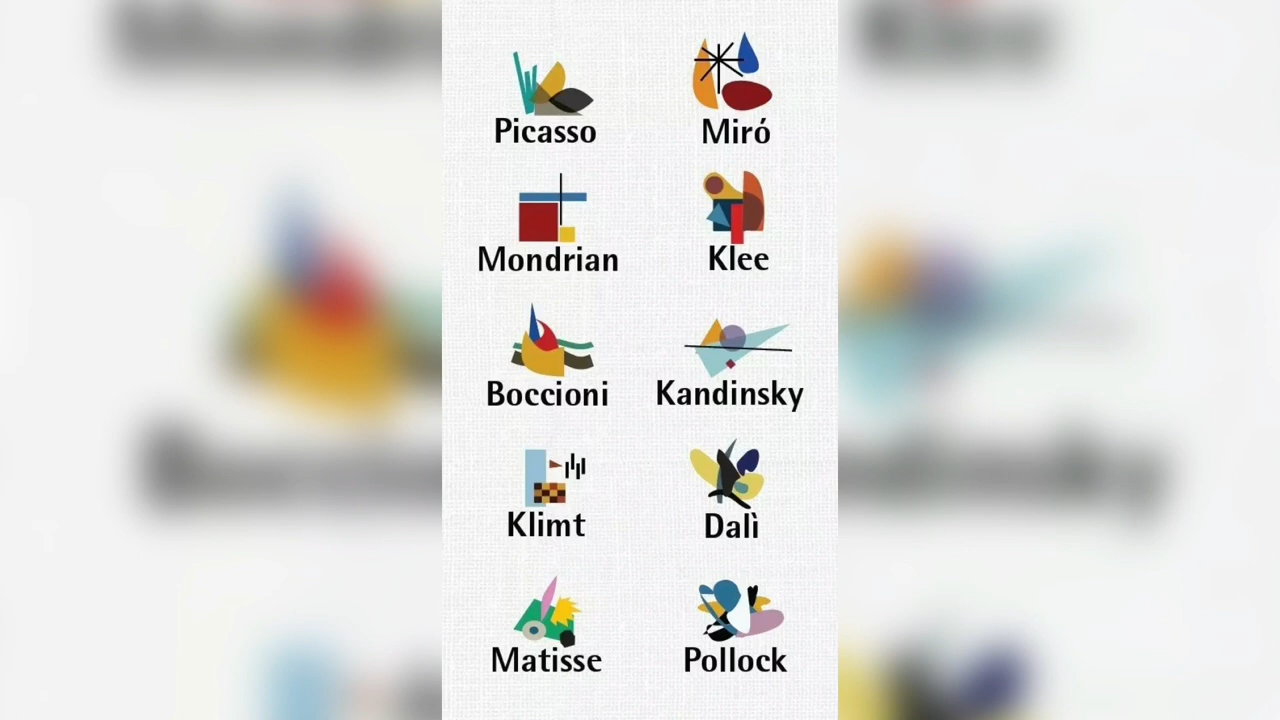 Picasso Miró
Mondrian Klee
Boccioni Kandinsky
Klimt Dalì
Matisse Pollock